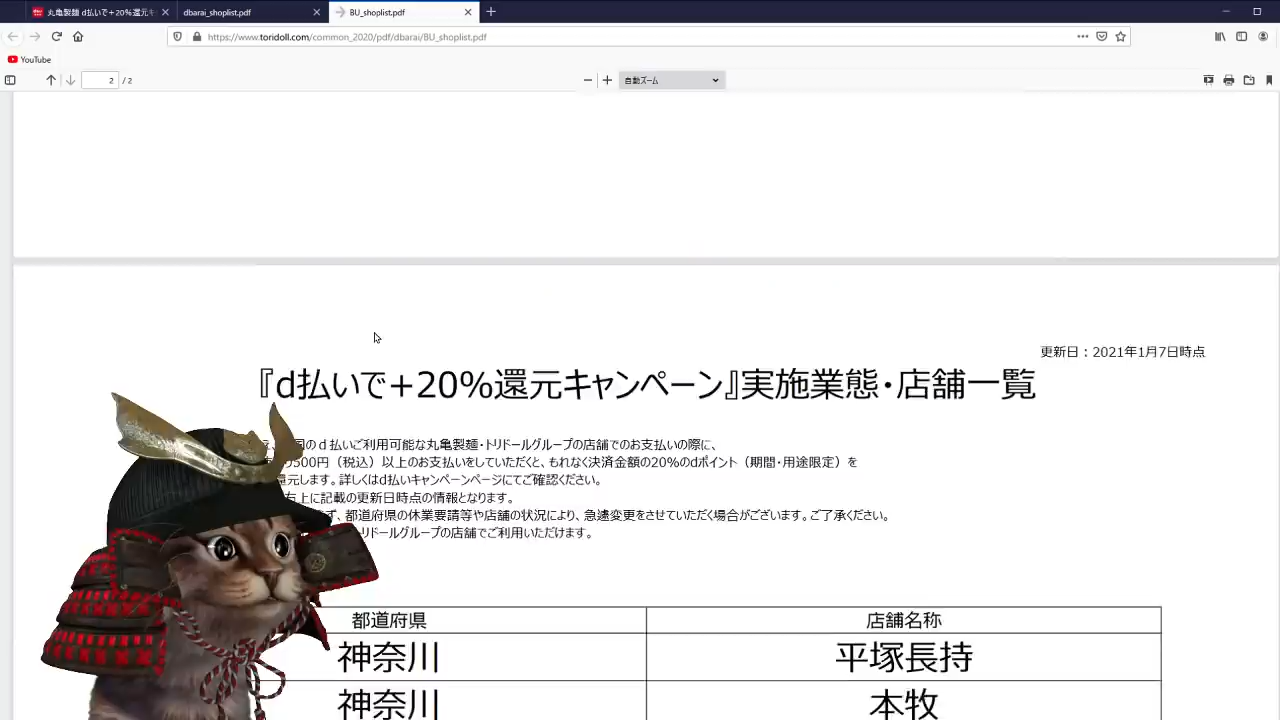 丸亀製麺 d払いで+20%還元キ
dbarai_shoplist.pdf
BU_shoplist.pdf
https://www.toridoll.com/common_2020/pdf/dbarai/BU_shoplist.pdf
YouTube
2 / 2
自動ズーム
更新日：2021年1月7日時点
『d払いで＋20％還元キャンペーン』実施業態・店舗一覧
国のｄ払いご利用可能な丸亀製麺・トリドールグループの店舗でのお支払いの際に、
500円（税込）以上のお支払いをしていただくと、もれなく決済金額の20%のdポイント（期間・用途限定）を
還元します。詳しくはd払いキャンペーンページにてご確認ください。
右上に記載の更新日時点の情報となります。
ず、都道府県の休業要請等や店舗の状況により、急遽変更をさせていただく場合がございます。ご了承ください。
トリドールグループの店舗でご利用いただけます。
都道府県 店舗名称
神奈川 平塚長持
神奈川 本牧